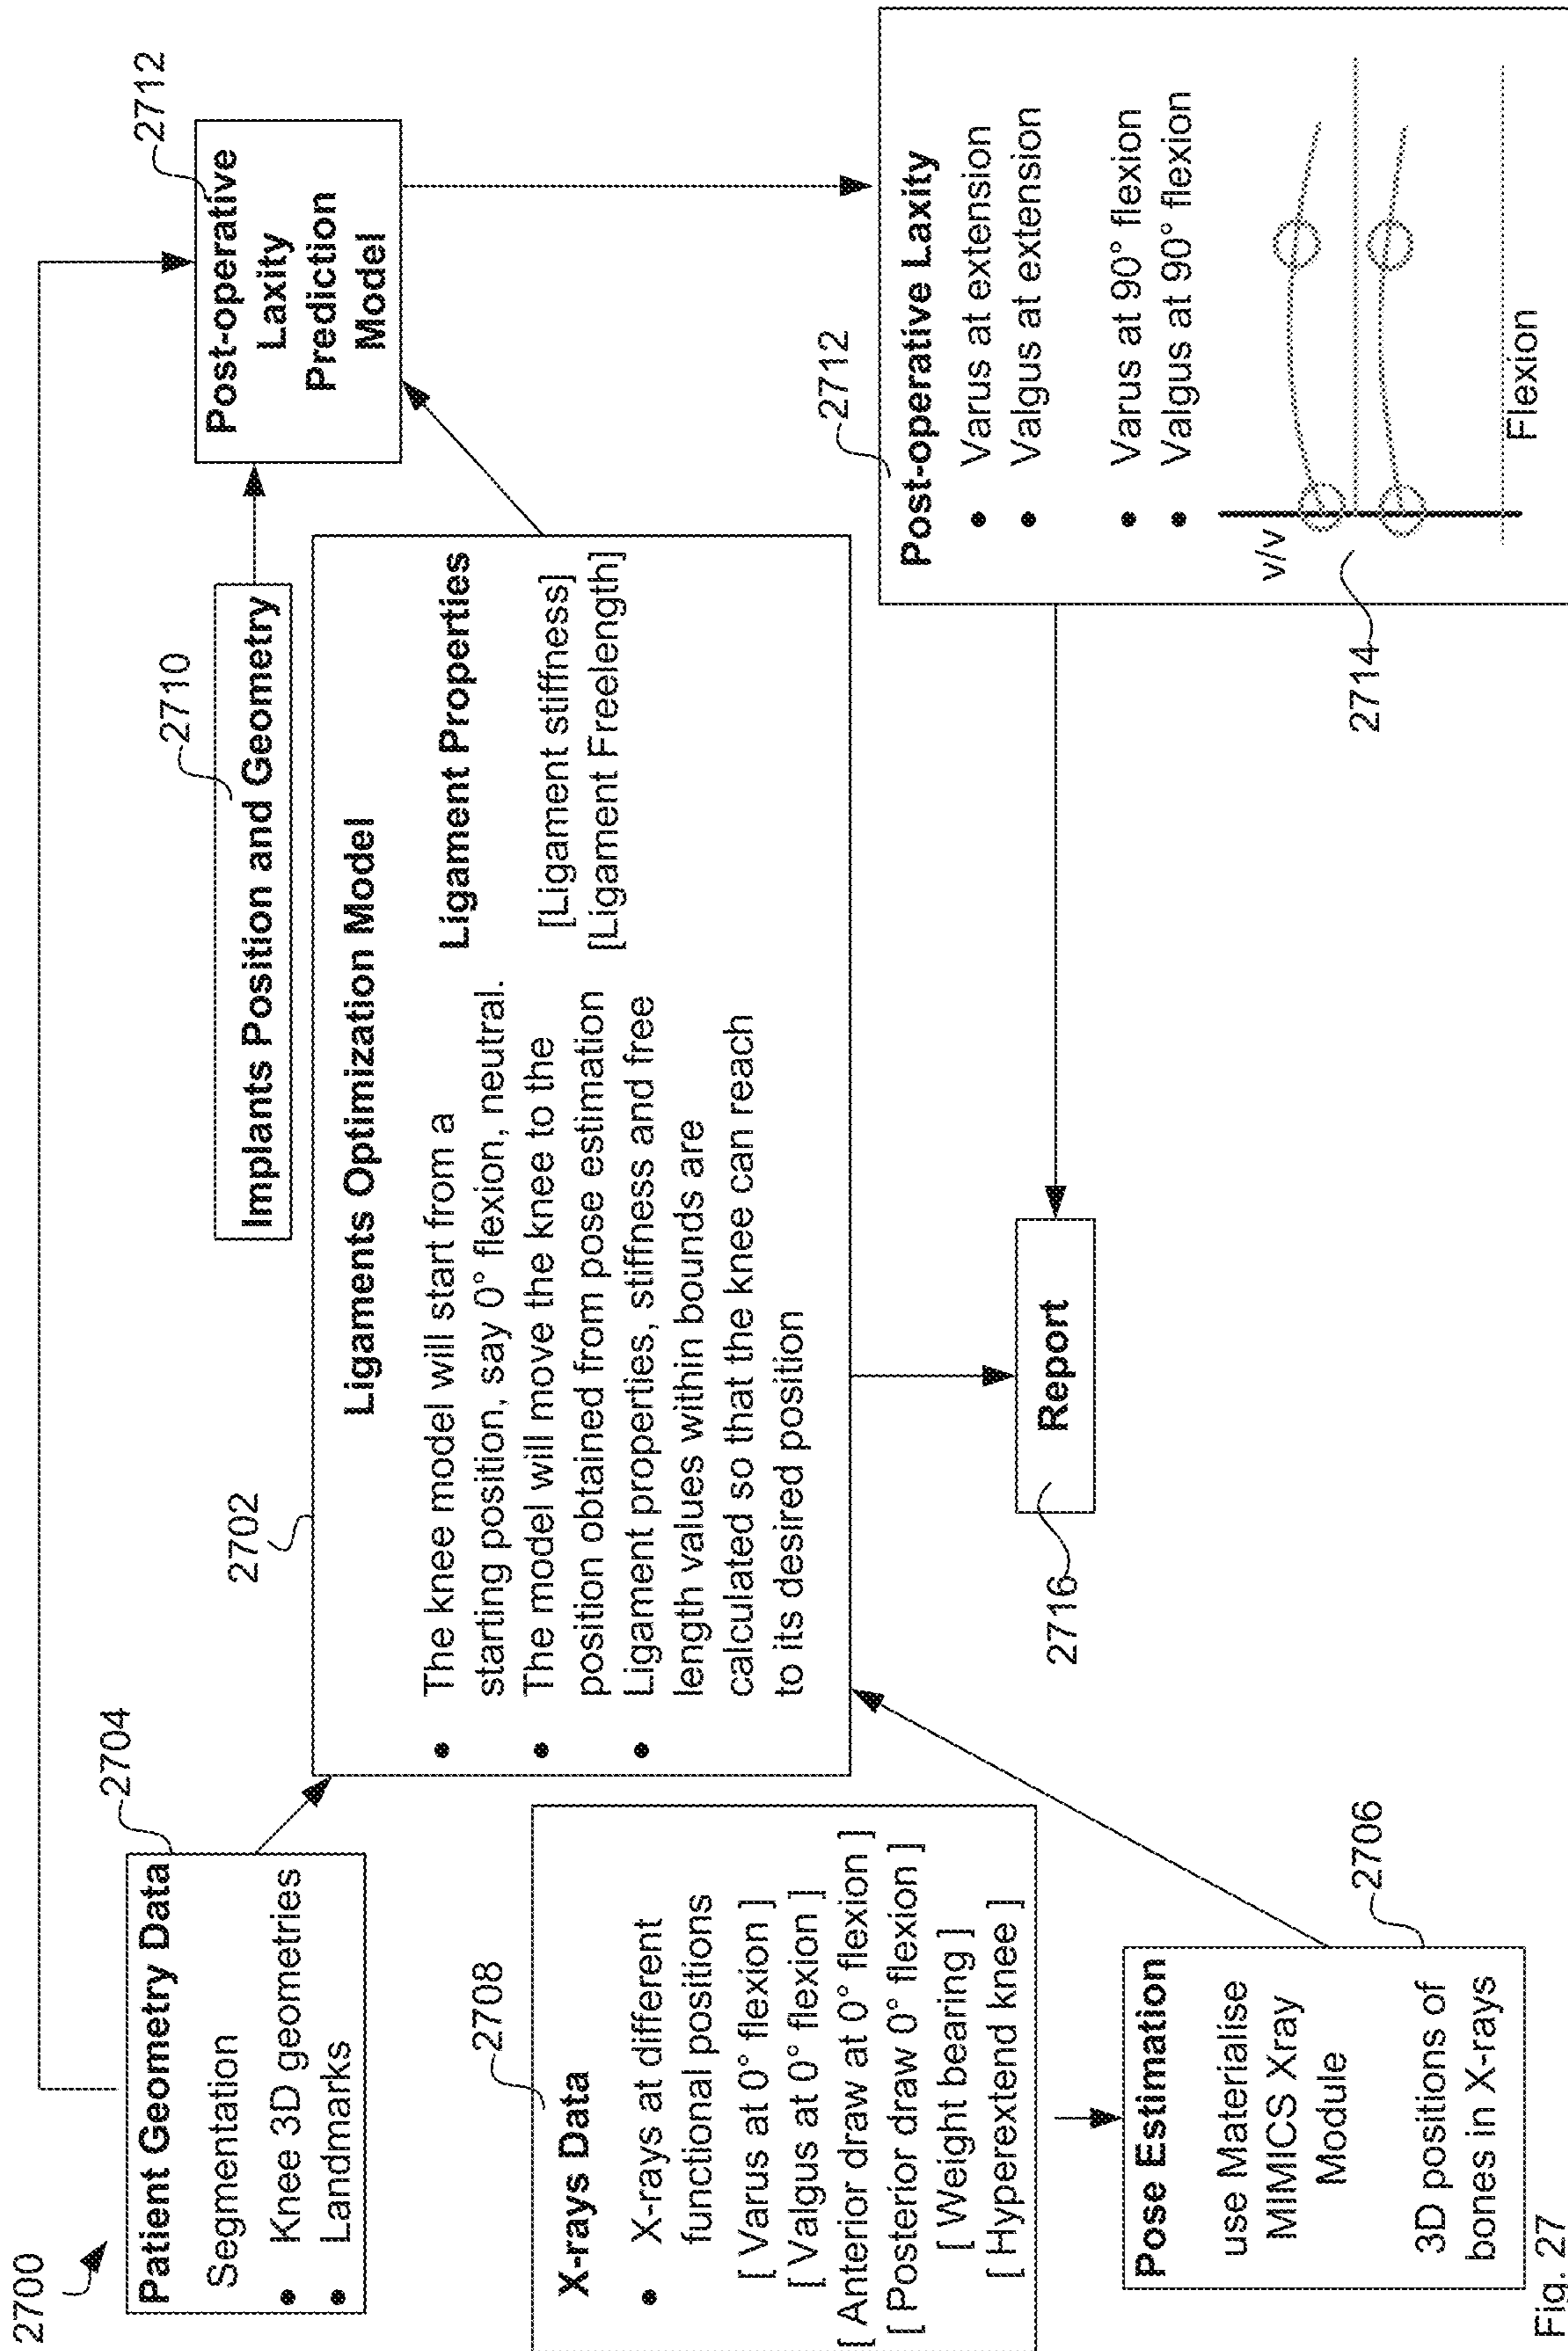 2700
2704
Patient Geometry Data
Segmentation
• Knee 3D geometries
• Landmarks
2708
X-rays Data
• X-rays at different
functional positions
[ Varus at 0° flexion ]
[ Valgus at 0° flexion ]
[ Anterior draw at 0° flexion ]
[ Posterior draw 0° flexion ]
[ Weight bearing ]
[ Hyperextend knee ]
Pose Estimation
use Materialise
MIMICS Xray
Module
3D positions of
bones in X-rays
2706
2702
Ligaments Optimization Model
• The knee model will start from a
starting position, say 0° flexion, neutral.
• The model will move the knee to the
position obtained from pose estimation
• Ligament properties, stiffness and free
length values within bounds are
calculated so that the knee can reach
to its desired position
Ligament Properties
[Ligament stiffness]
[Ligament Freelength]
2710
Implants Position and Geometry
2712
Post-operative
Laxity
Prediction
Model
2712
Post-operative Laxity
• Varus at extension
• Valgus at extension
• Varus at 90° flexion
• Valgus at 90° flexion
v/v
Flexion
2714
Report
2716
Fig. 27